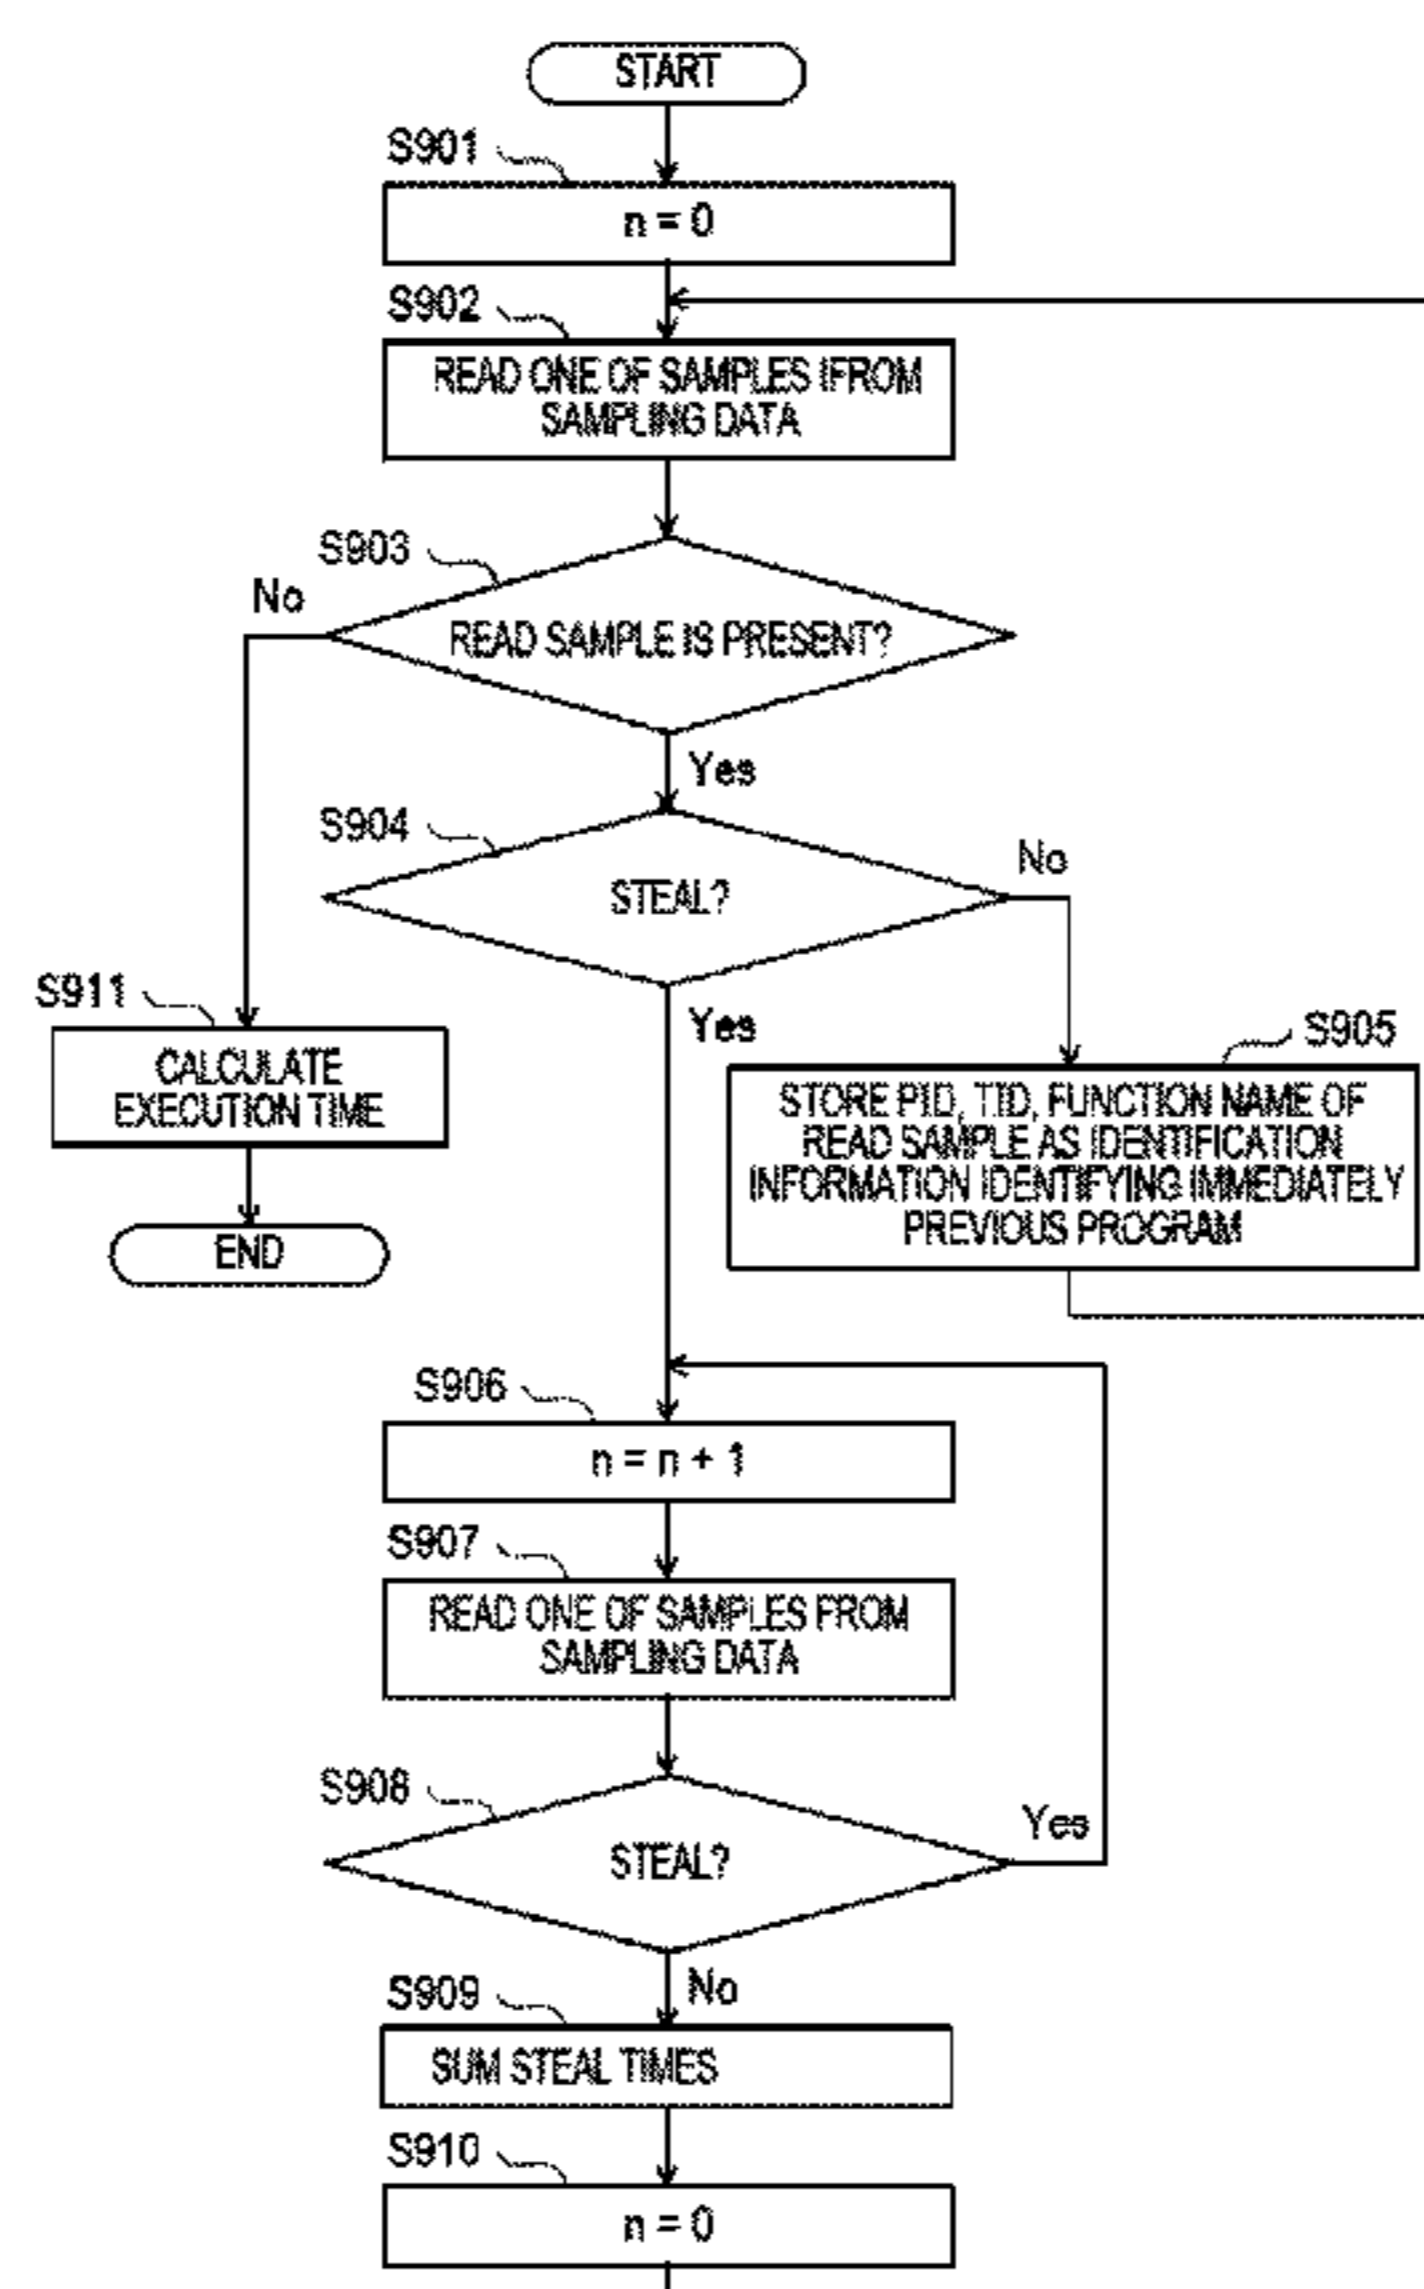 START
S901
n = 0
S902
READ ONE OF SAMPLES IFROM
SAMPLING DATA
S903
No
READ SAMPLE IS PRESENT?
Yes
S904
No
STEAL?
Yes
S911
CALCULATE
EXECUTION TIME
END
S905
STORE PID, TID, FUNCTION NAME OF
READ SAMPLE AS IDENTIFICATION
INFORMATION IDENTIFYING IMMEDIATELY
PREVIOUS PROGRAM
S906
n = n + 1
S907
READ ONE OF SAMPLES FROM
SAMPLING DATA
S908
Yes
STEAL?
No
S909
SUM STEAL TIMES
S910
n = 0